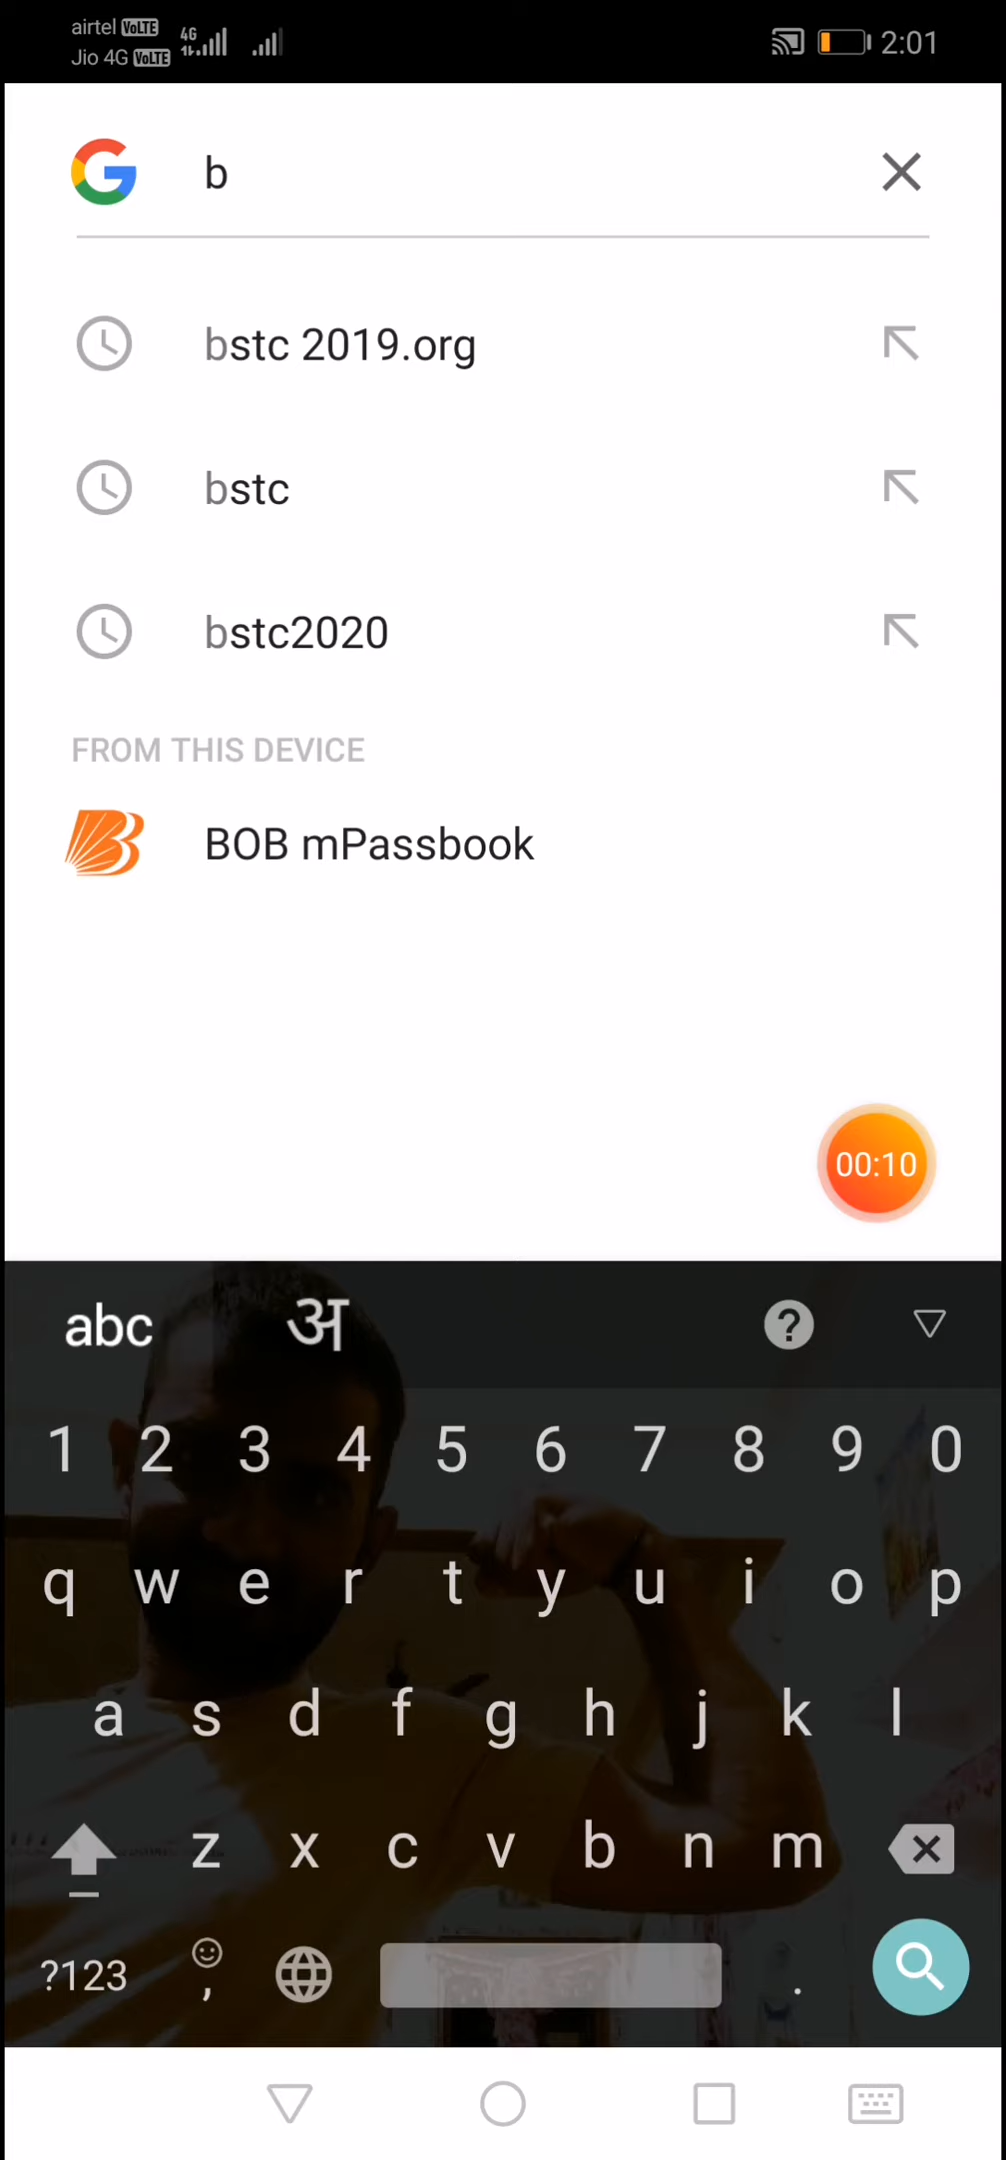 airtel VoLTE
Jio 4G VoLTE
4G
2:01
b
bstc 2019.org
bstc
bstc2020
FROM THIS DEVICE
BOB mPassbook
00:10
abc अ ?
1 2 3 4 5 6 7 8 9 0
q w e r t y u i o p
a s d f g h j k l
z x c v b n m
?123 , .